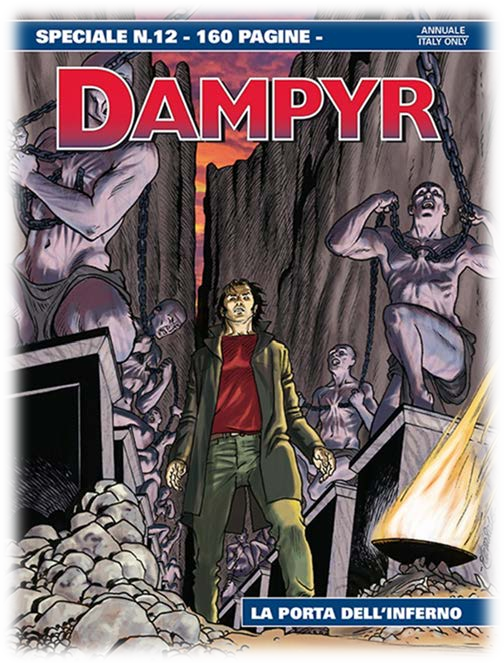 SPECIALE N.12 - 160 PAGINE -
ANNUALE
ITALY ONLY
DAMPYR
LA PORTA DELL'INFERNO